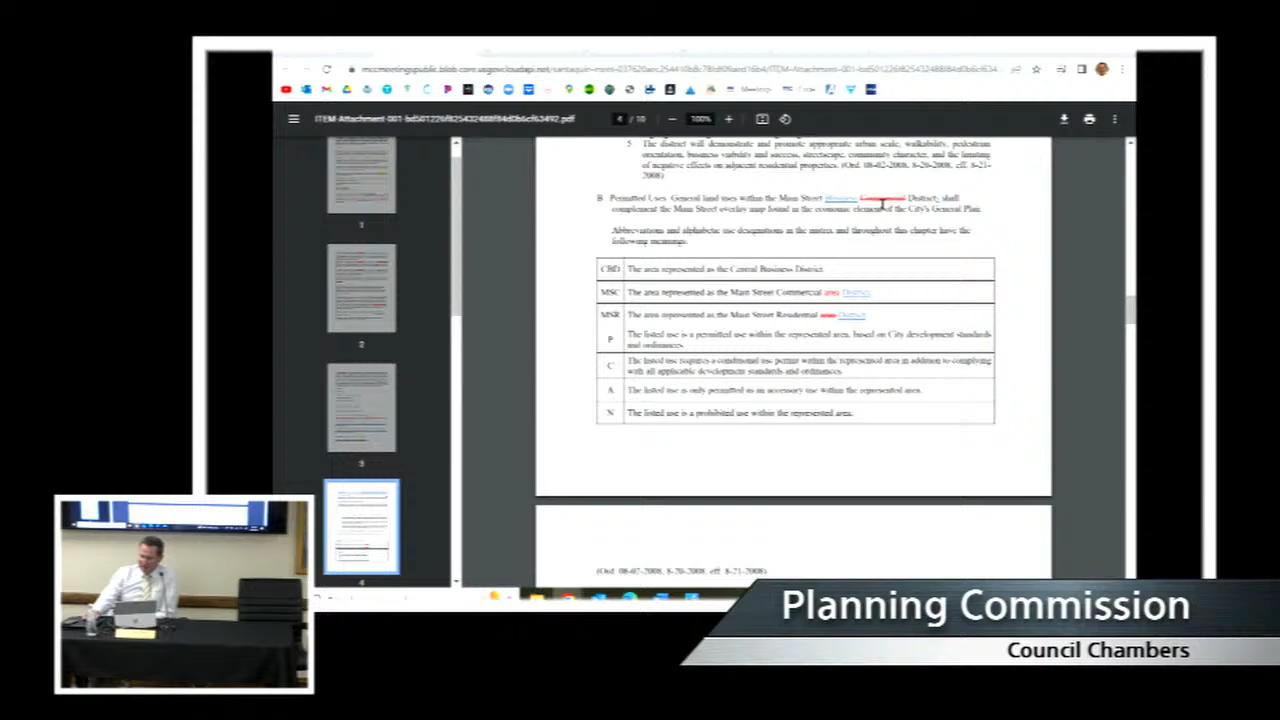 ITEM-Attachment-001-bd501226f825432488f84d0b6cf63492.pdf
4 / 10
100%
5 The district will demonstrate and promote appropriate urban scale, walkability, pedestrian
orientation, business viability and success, streetscape, community character, and the limiting
of negative effects on adjacent residential properties. (Ord. 08-02-2008, 8-20-2008, eff. 8-21-
2008)
B Permitted Uses General land uses within the Main Street Business Commercial District, shall
complement the Main Street overlay map found in the economic element of the City's General Plan.
Abbreviations and alphabetic use designations in the matrix and throughout this chapter have the
following meanings.
CBD The area represented as the Central Business District.
MSC The area represented as the Main Street Commercial area District.
MSR The area represented as the Main Street Residential area District.
P The listed use is a permitted use within the represented area, based on City development standards
and ordinances.
C The listed use requires a conditional use permit within the represented area in addition to complying
with all applicable development standards and ordinances.
A The listed use is only permitted as an accessory use within the represented area.
N The listed use is a prohibited use within the represented area.
(Ord. 08-02-2008, 8-20-2008, eff. 8-21-2008)
1
2
3
4
Planning Commission
Council Chambers